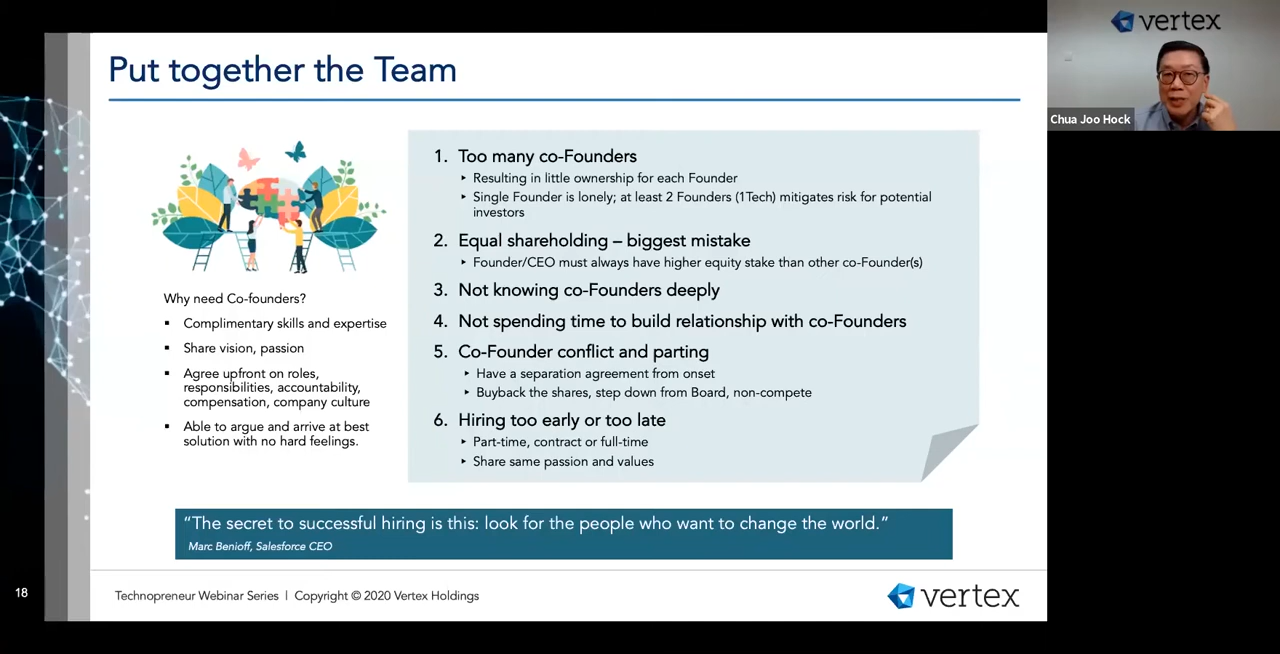 Put together the Team
Why need Co-founders?
▪ Complimentary skills and expertise
▪ Share vision, passion
▪ Agree upfront on roles,
responsibilities, accountability,
compensation, company culture
▪ Able to argue and arrive at best
solution with no hard feelings.
1. Too many co-Founders
‣ Resulting in little ownership for each Founder
‣ Single Founder is lonely; at least 2 Founders (1Tech) mitigates risk for potential
investors
2. Equal shareholding – biggest mistake
‣ Founder/CEO must always have higher equity stake than other co-Founder(s)
3. Not knowing co-Founders deeply
4. Not spending time to build relationship with co-Founders
5. Co-Founder conflict and parting
‣ Have a separation agreement from onset
‣ Buyback the shares, step down from Board, non-compete
6. Hiring too early or too late
‣ Part-time, contract or full-time
‣ Share same passion and values
“The secret to successful hiring is this: look for the people who want to change the world.”
Marc Benioff, Salesforce CEO
18
Technopreneur Webinar Series | Copyright © 2020 Vertex Holdings
vertex
vertex
Chua Joo Hock